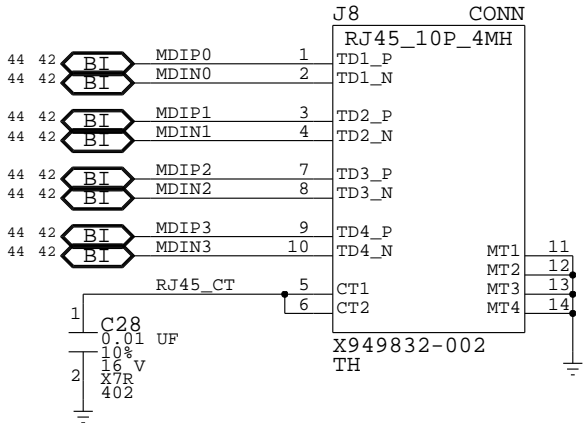 J8 CONN
RJ45_10P_4MH
44 42 BI MDIP0 1 TD1_P
44 42 BI MDIN0 2 TD1_N
44 42 BI MDIP1 3 TD2_P
44 42 BI MDIN1 4 TD2_N
44 42 BI MDIP2 7 TD3_P
44 42 BI MDIN2 8 TD3_N
44 42 BI MDIP3 9 TD4_P
44 42 BI MDIN3 10 TD4_N
MT1 11
MT2 12
RJ45_CT 5 CT1 MT3 13
6 CT2 MT4 14
1
C28
0.01 UF
10%
16 V
2 X7R
402
X949832-002
TH